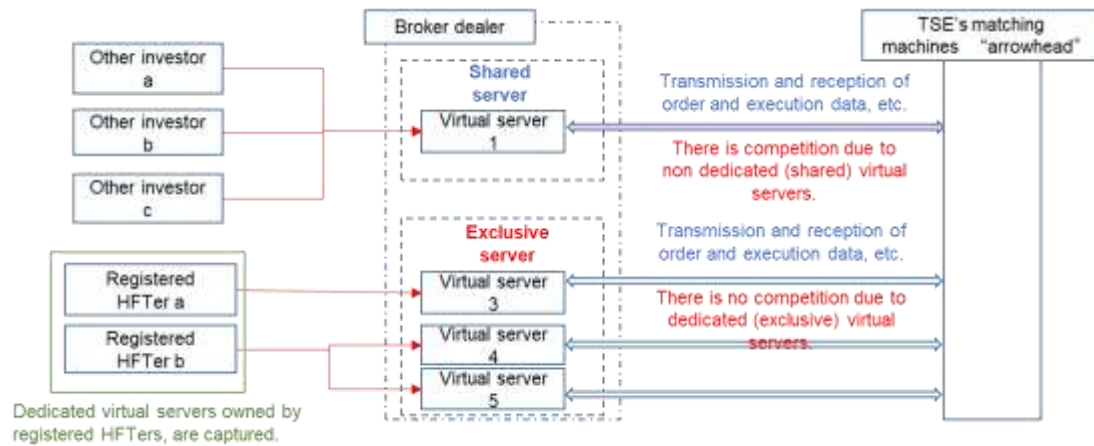 Broker dealer
TSE's matching
machines "arrowhead"
Other investor
a
Other investor
b
Other investor
c
Shared
server
Virtual server
1
Transmission and reception of
order and execution data, etc.
There is competition due to
non dedicated (shared) virtual
servers.
Exclusive
server
Registered
HFTer a
Registered
HFTer b
Virtual server
3
Virtual server
4
Virtual server
5
Transmission and reception of
order and execution data, etc.
There is no competition due to
dedicated (exclusive) virtual
servers.
Dedicated virtual servers owned by
registered HFTers, are captured.